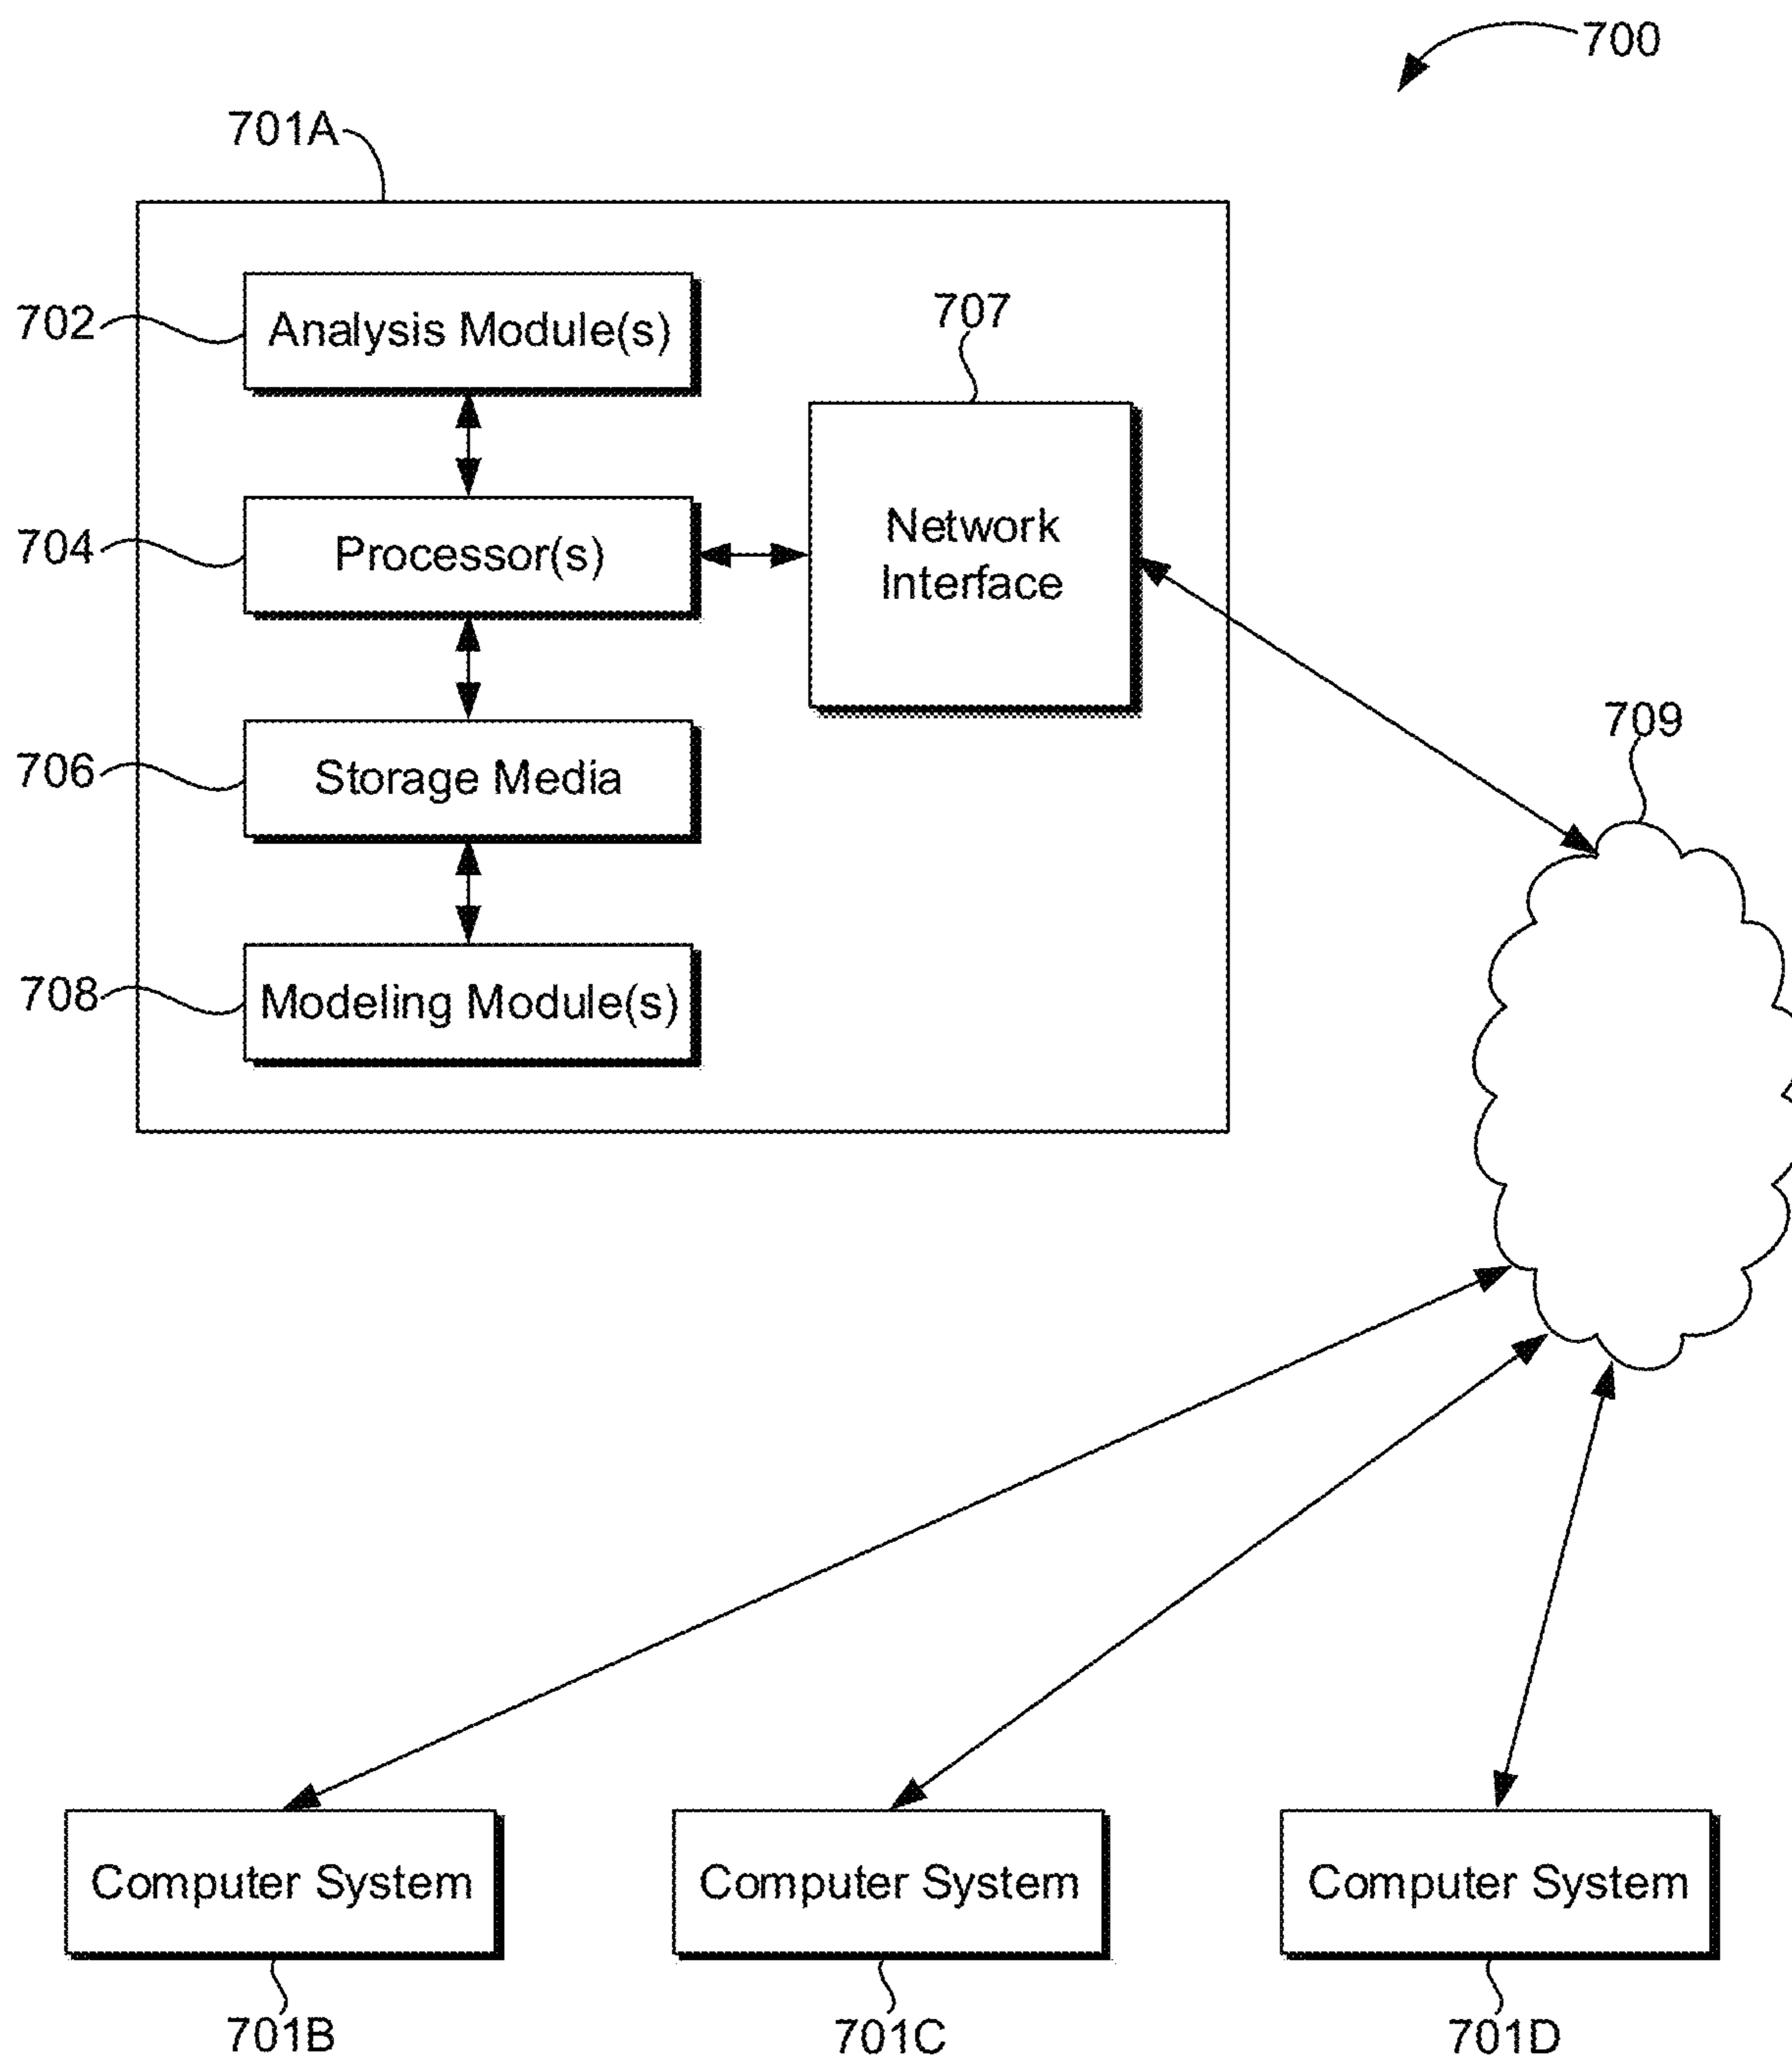 700
701A
702
Analysis Module(s)
707
704
Processor(s)
Network
Interface
706
Storage Media
709
708
Modeling Module(s)
Computer System
Computer System
Computer System
701B
701C
701D